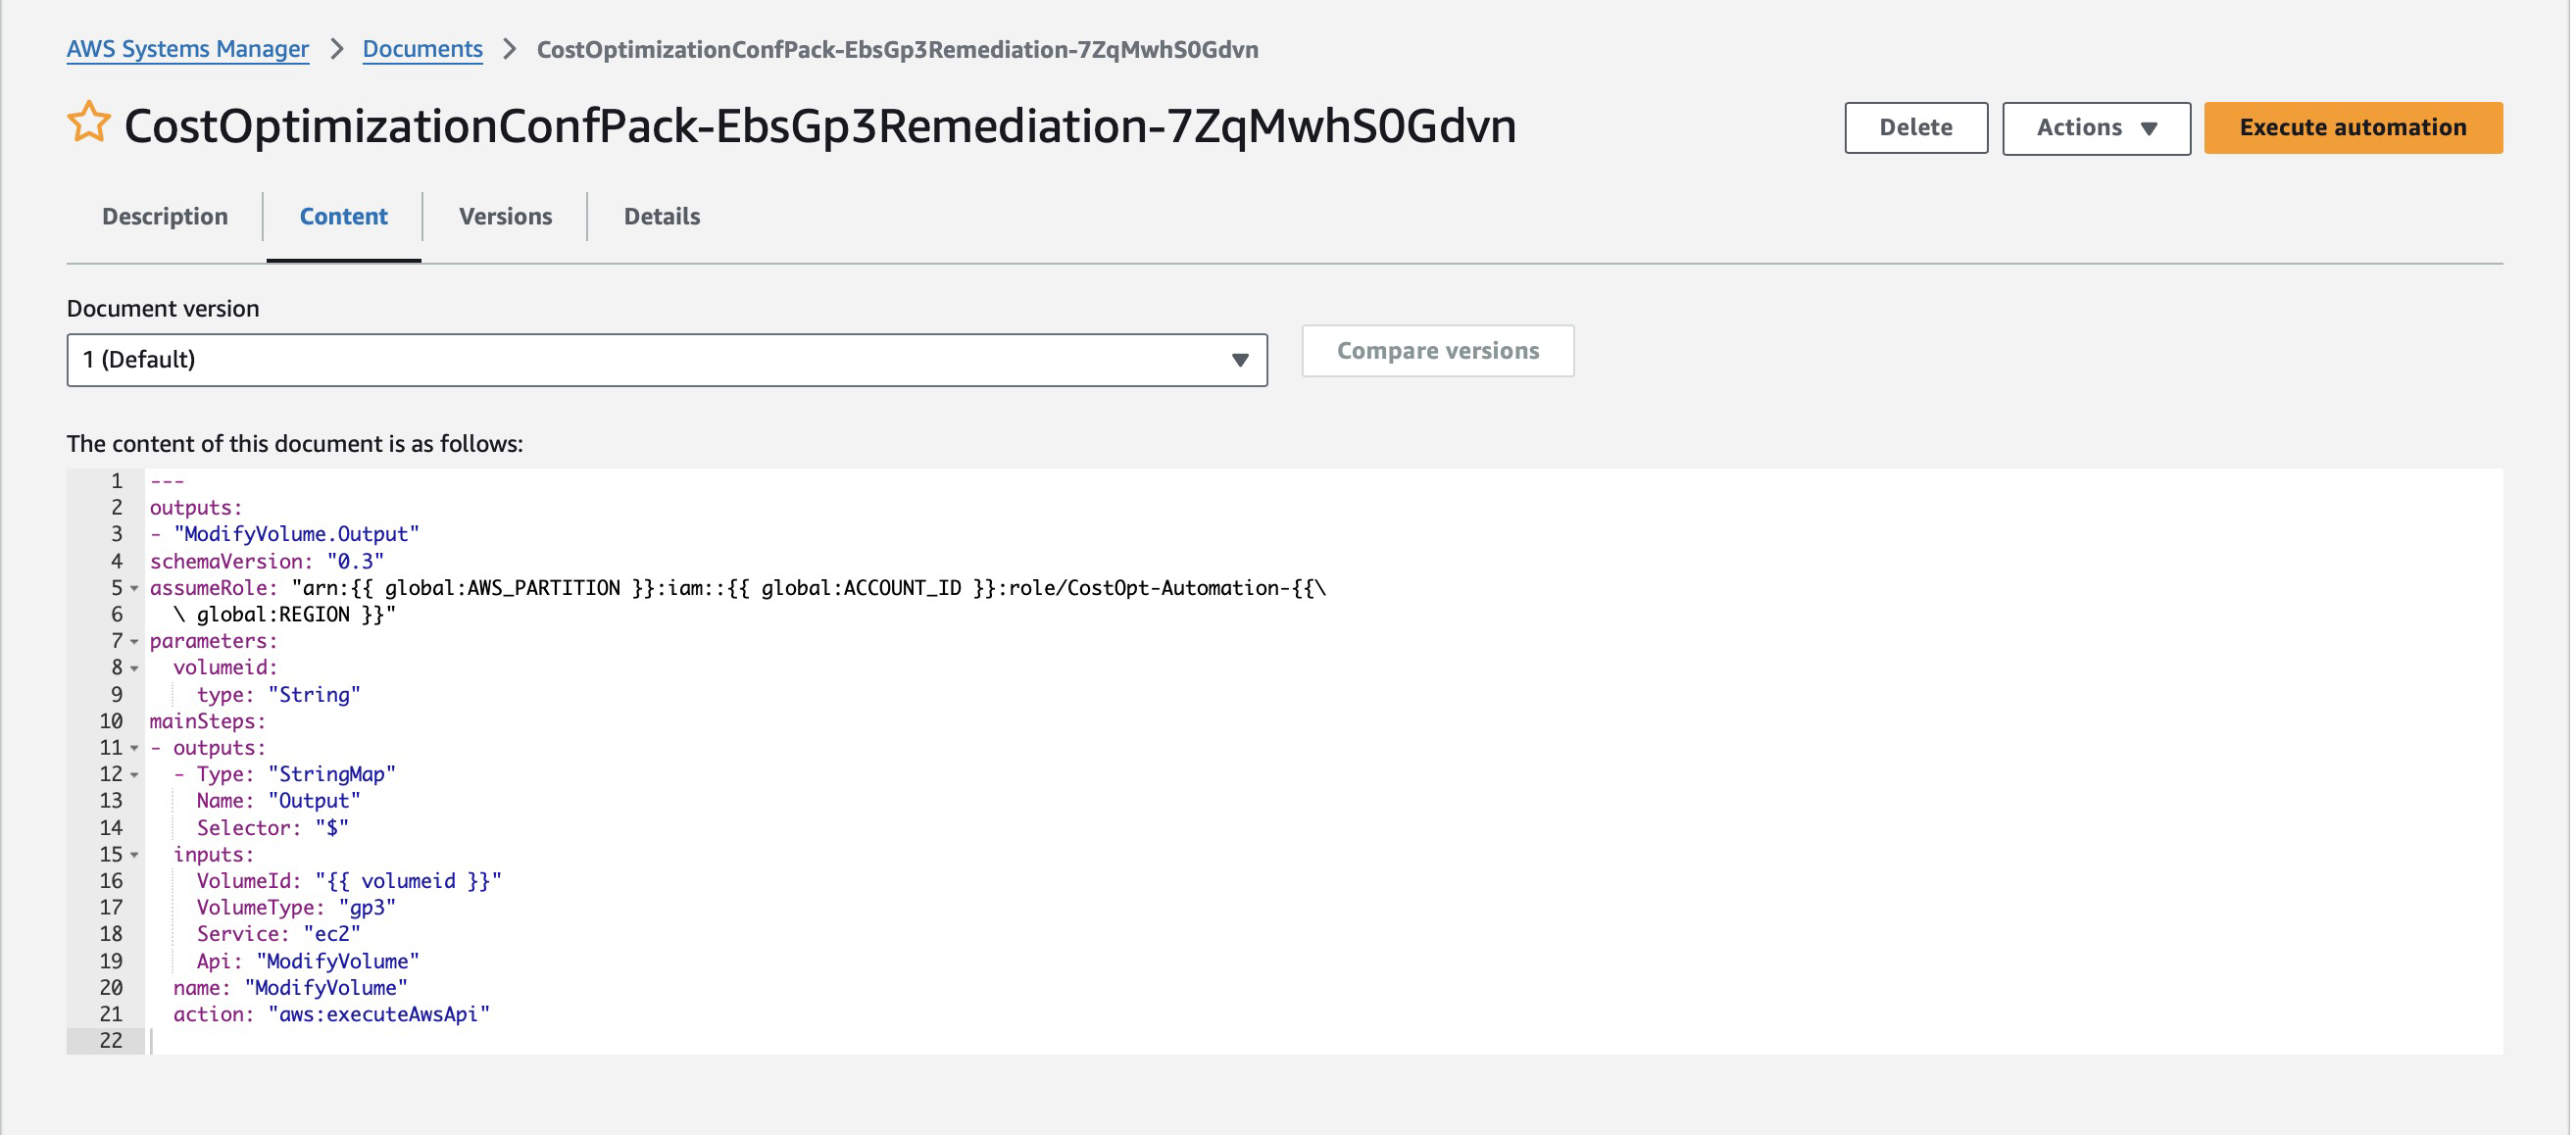 AWS Systems Manager > Documents > CostOptimizationConfPack-EbsGp3Remediation-7ZqMwhS0Gdvn
CostOptimizationConfPack-EbsGp3Remediation-7ZqMwhS0Gdvn
Delete
Actions
Execute automation
Description
Content
Versions
Details
Document version
1 (Default)
Compare versions
The content of this document is as follows:
1 ---
2 outputs:
3 - "ModifyVolume.Output"
4 schemaVersion: "0.3"
5 assumeRole: "arn:{{ global:AWS_PARTITION }}:iam::{{ global:ACCOUNT_ID }}:role/CostOpt-Automation-{{\
6   \ global:REGION }}"
7 parameters:
8   volumeid:
9     type: "String"
10 mainSteps:
11 - outputs:
12   - Type: "StringMap"
13     Name: "Output"
14     Selector: "$"
15   inputs:
16     VolumeId: "{{ volumeid }}"
17     VolumeType: "gp3"
18     Service: "ec2"
19     Api: "ModifyVolume"
20   name: "ModifyVolume"
21   action: "aws:executeAwsApi"
22